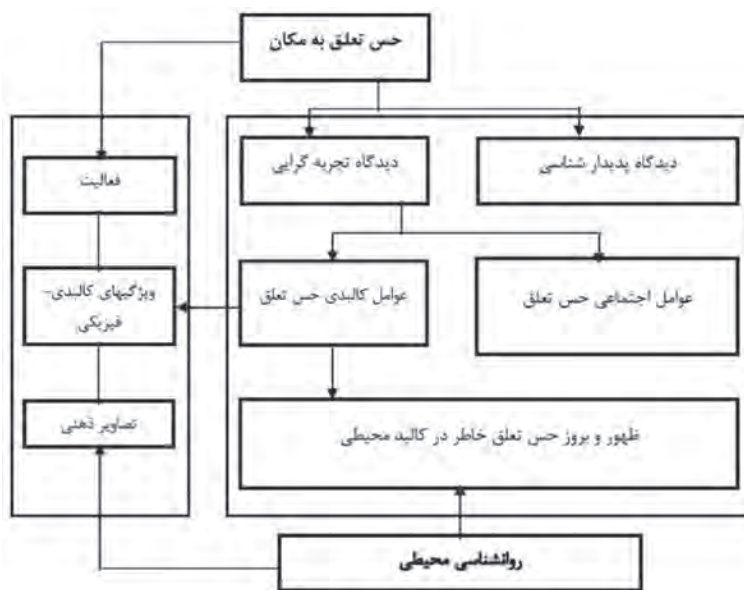 حس تعلق به مکان
دیدگاه پدیدار شناسی
دیدگاه تجربه گرایی
فعالیت
عوامل اجتماعی حس تعلق
عوامل کالبدی حس تعلق
ویژگیهای کالبدی-
فیزیکی
ظهور و بروز حس تعلق خاطر در کالبد محیطی
تصاویر ذهنی
روانشناسی محیطی